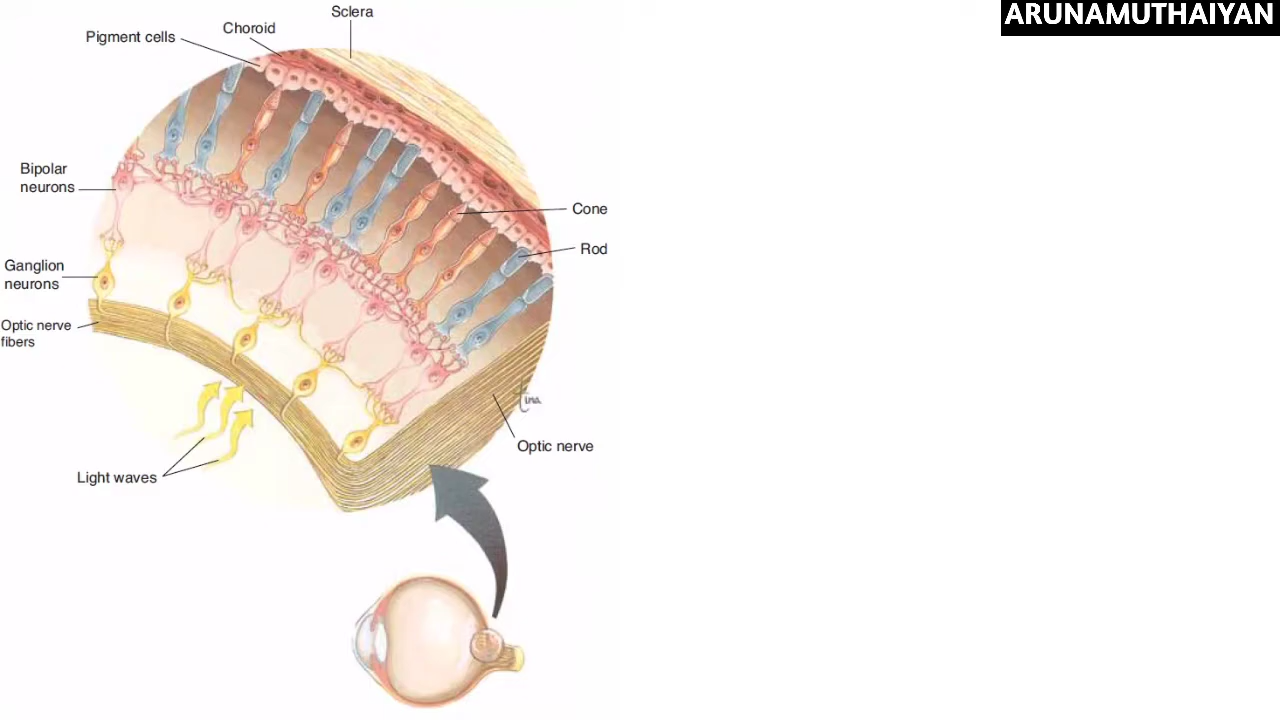 ARUNAMUTHAIYAN
Sclera
Choroid
Pigment cells
Bipolar
neurons
Cone
Rod
Ganglion
neurons
Optic nerve
fibers
Optic nerve
Light waves